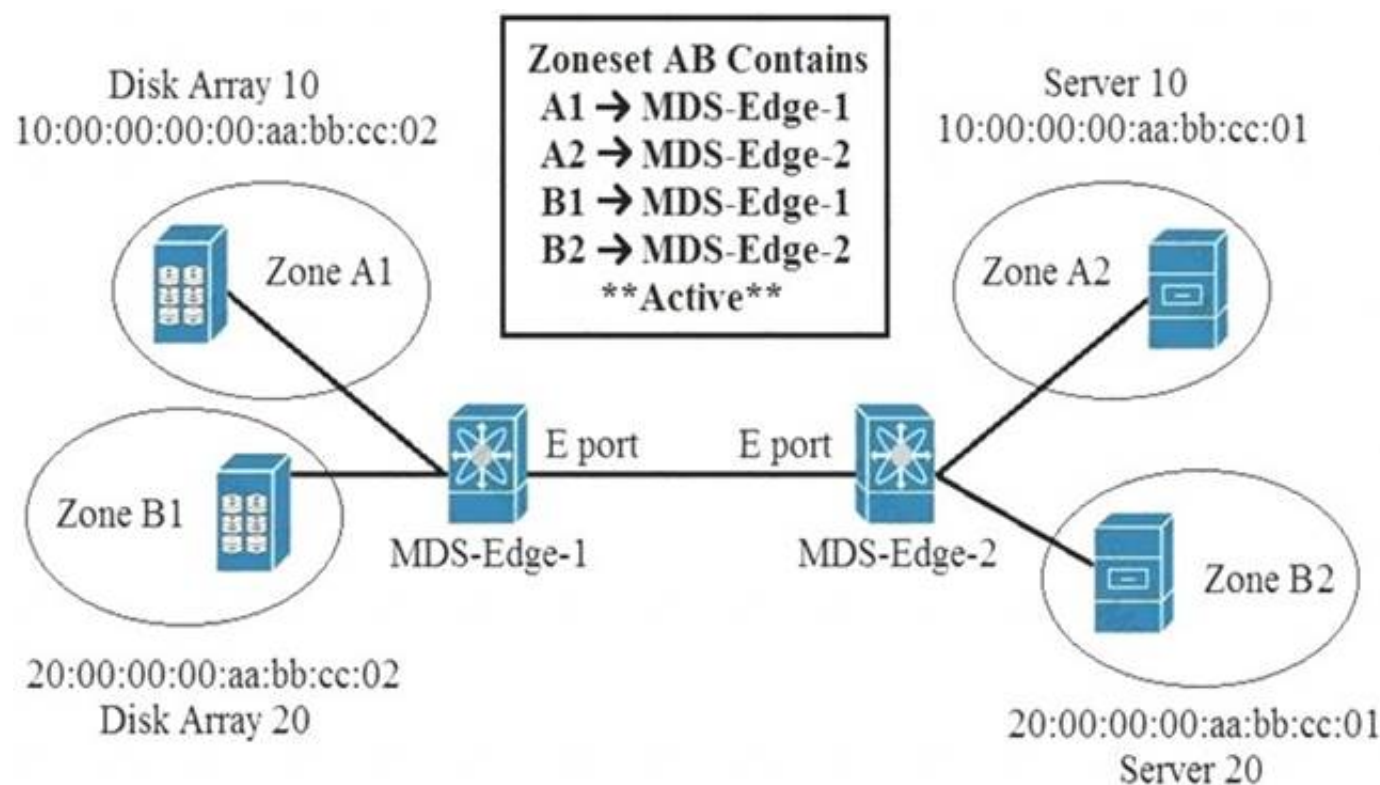 Zoneset AB Contains
A1 → MDS-Edge-1
A2 → MDS-Edge-2
B1 → MDS-Edge-1
B2 → MDS-Edge-2
**Active**
Disk Array 10
10:00:00:00:00:aa:bb:cc:02
Server 10
10:00:00:00:aa:bb:cc:01
Zone A1
Zone A2
E port
E port
Zone B1
MDS-Edge-1
MDS-Edge-2
Zone B2
20:00:00:00:aa:bb:cc:02
Disk Array 20
20:00:00:00:aa:bb:cc:01
Server 20